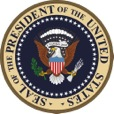 SEAL OF THE PRESIDENT OF THE UNITED STATES